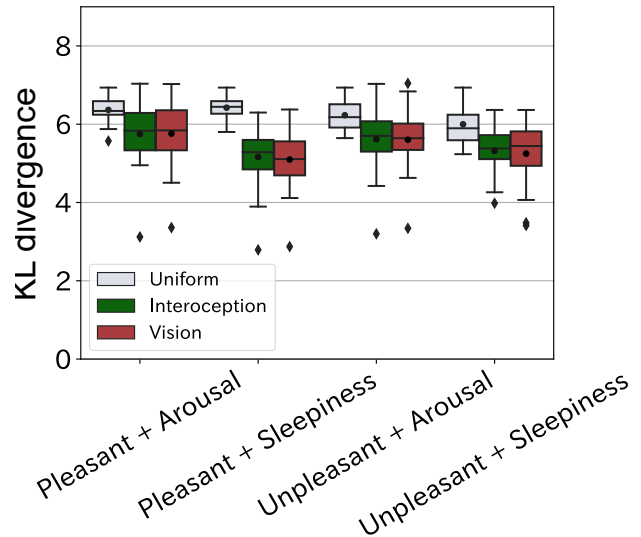 KL divergence
8
6
4
2
0
Uniform
Interoception
Vision
Pleasant + Arousal
Pleasant + Sleepiness
Unpleasant + Arousal
Unpleasant + Sleepiness